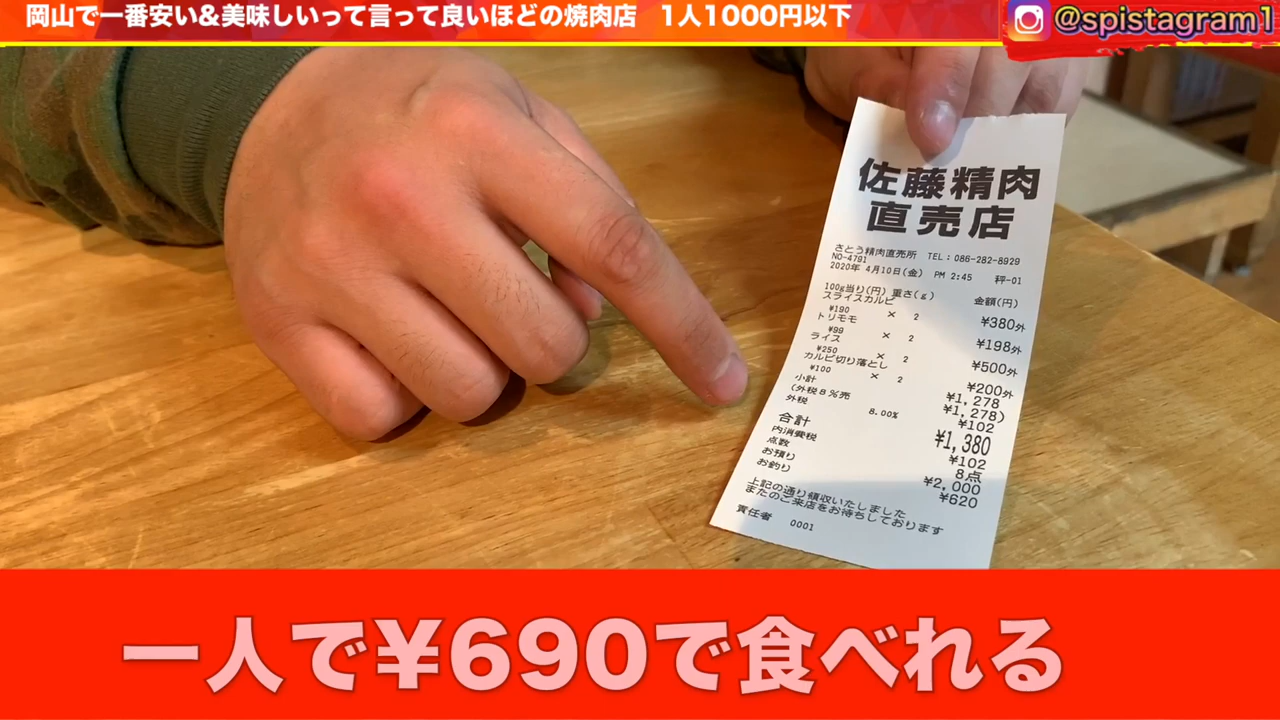 岡山で一番安い&美味しいって言って良いほどの焼肉店　1人1000円以下
@spistagram1
佐藤精肉
直売店
さとう精肉直売所 TEL:086-282-8929
NO-4791
2020年 4月10日(金) PM 2:45 秤-01
100g当り(円) 重さ(g) 金額(円)
スライスカルビ
¥190 × 2 ¥380外
トリモモ
¥99 × 2 ¥198外
ライス
¥250 × 2 ¥500外
カルビ切り落とし
¥100 × 2 ¥200外
小計 ¥1,278
(外税8%売 ¥1,278)
外税 8.00% ¥102
合計 ¥1,380
内消費税 ¥102
点数 8点
お預り ¥2,000
お釣り ¥620
上記の通り領収いたしました
またのご来店をお待ちしております
責任者 0001
一人で¥690で食べれる